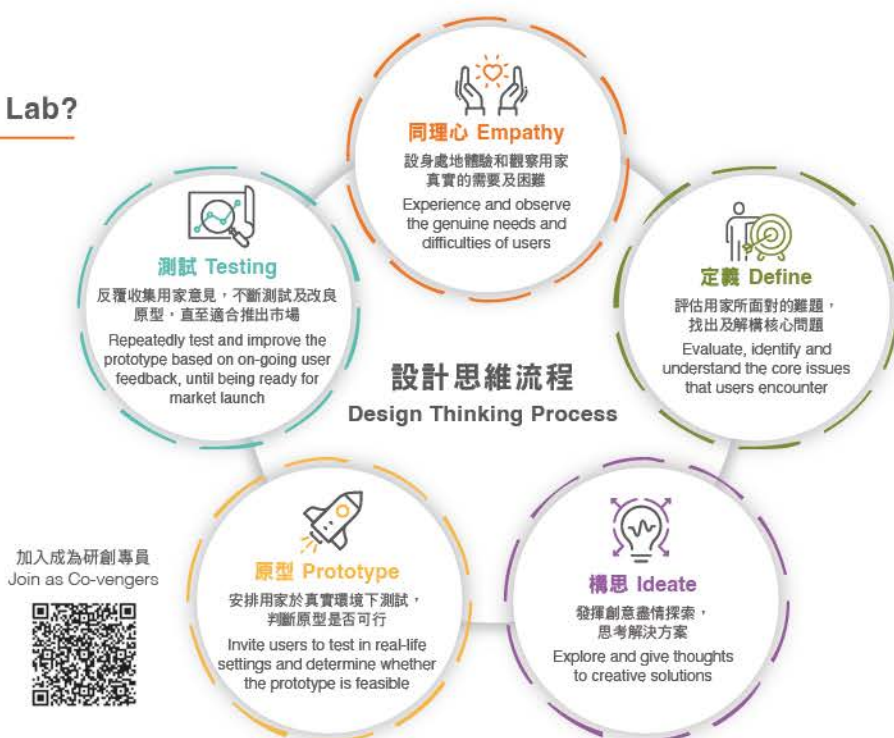 Lab?
同理心 Empathy
設身處地體驗和觀察用家
真實的需要及困難
Experience and observe
the genuine needs and
difficulties of users
定義 Define
評估用家所面對的難題，
找出及解構核心問題
Evaluate, identify and
understand the core issues
that users encounter
構思 Ideate
發揮創意盡情探索，
思考解決方案
Explore and give thoughts
to creative solutions
原型 Prototype
安排用家於真實環境下測試，
判斷原型是否可行
Invite users to test in real-life
settings and determine whether
the prototype is feasible
測試 Testing
反覆收集用家意見，不斷測試及改良
原型，直至適合推出市場
Repeatedly test and improve the
prototype based on on-going user
feedback, until being ready for
market launch
設計思維流程
Design Thinking Process
加入成為研創專員
Join as Co-vengers